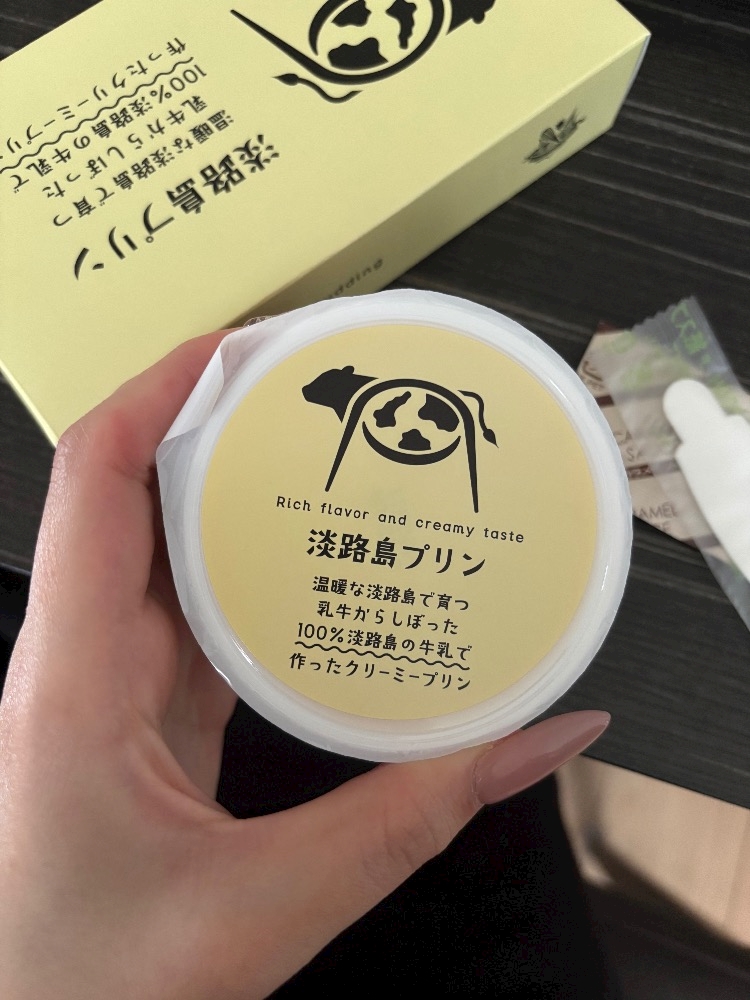 淡路島プリン
温暖な淡路島で育つ
乳牛からしぼった
100%淡路島の牛乳で
作ったクリーミープリン
Rich flavor and creamy taste
淡路島プリン
温暖な淡路島で育つ
乳牛からしぼった
100%淡路島の牛乳で
作ったクリーミープリン